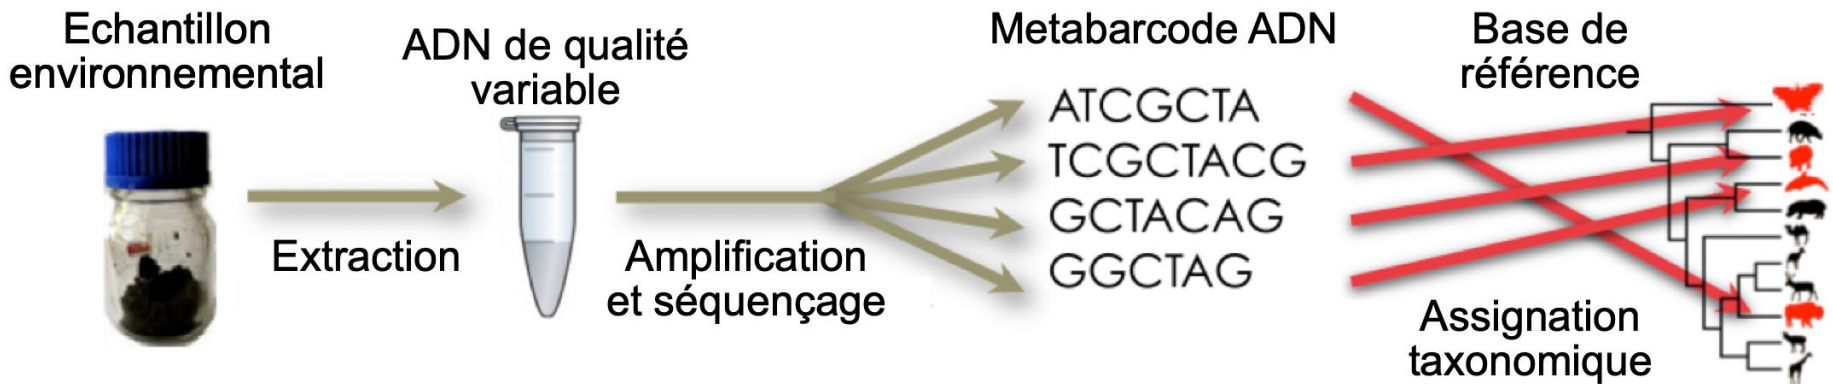 Echantillon
environnemental
ADN de qualité
variable
Metabarcode ADN
Base de
référence
ATCGCTA
TCGCTACG
GCTACAG
GGCTAG
Extraction
Amplification
et séquençage
Assignation
taxonomique